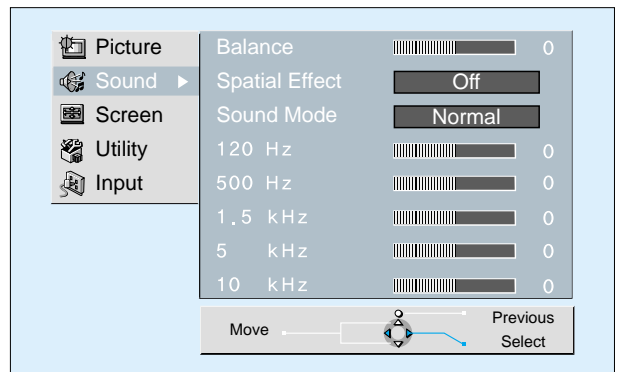 Picture
Sound
Screen
Utility
Input
Balance 0
Spatial Effect Off
Sound Mode Normal
120 Hz 0
500 Hz 0
1.5 kHz 0
5 kHz 0
10 kHz 0
Move
Previous
Select